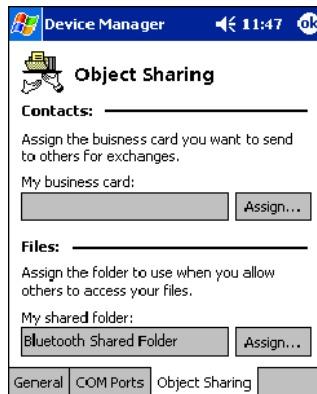 Device Manager 11:47 ok
Object Sharing
Contacts:
Assign the buisness card you want to send
to others for exchanges.
My business card:
Assign...
Files:
Assign the folder to use when you allow
others to access your files.
My shared folder:
Bluetooth Shared Folder Assign...
General COM Ports Object Sharing